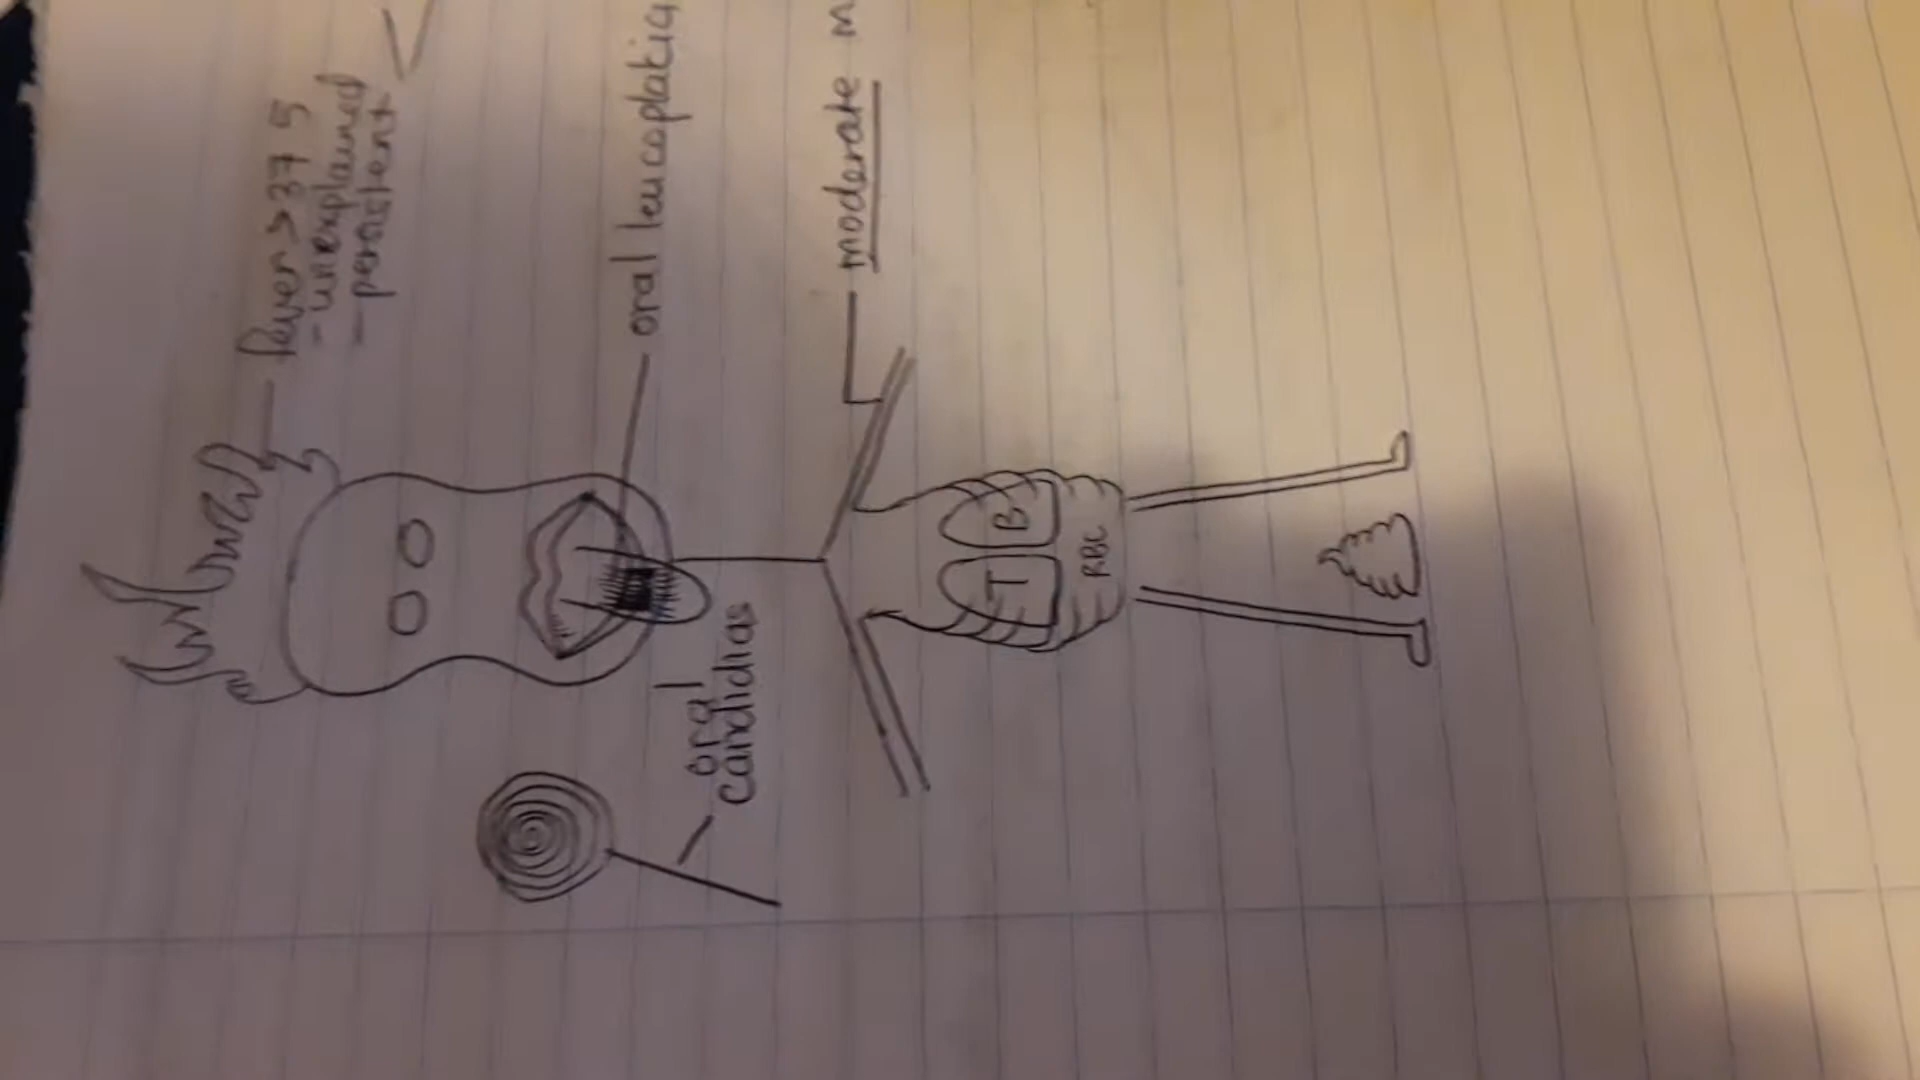 fever > 37 5
- unexplained
- persistent
oral leucoplatia
oral
candidias
moderate m
T B
RBC